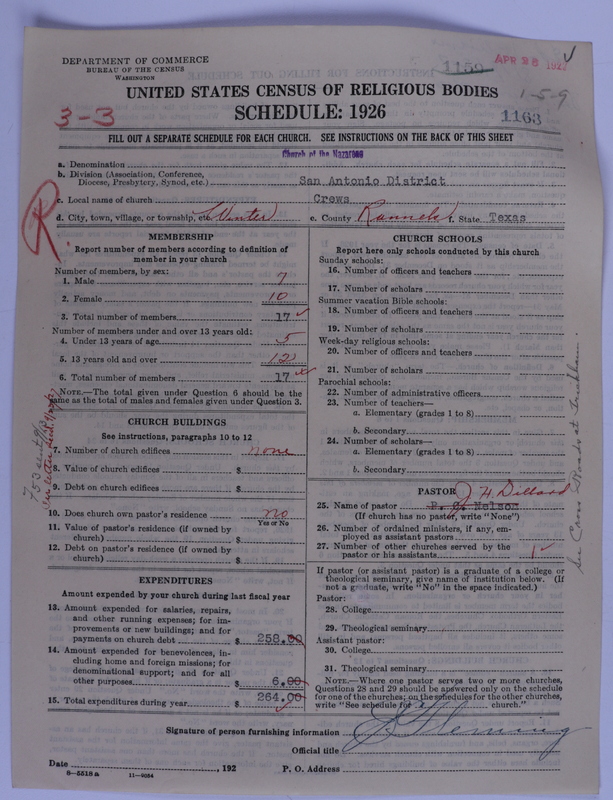 DEPARTMENT OF COMMERCE
BUREAU OF THE CENSUS
WASHINGTON
1159
APR 28 1927
1-5-9
UNITED STATES CENSUS OF RELIGIOUS BODIES
3-3
SCHEDULE: 1926
1163
FILL OUT A SEPARATE SCHEDULE FOR EACH CHURCH. SEE INSTRUCTIONS ON THE BACK OF THIS SHEET
Church of the Nazarene
a. Denomination
b. Division (Association, Conference,
Diocese, Presbytery, Synod, etc.) San Antonio District
c. Local name of church Crews
R
d. City, town, village, or township, etc. Winter e. County Runnels f. State Texas
MEMBERSHIP
Report number of members according to definition of
member in your church
Number of members, by sex:
1. Male 7
2. Female 10
3. Total number of members 17
Number of members under and over 13 years old:
4. Under 13 years of age 5
5. 13 years old and over 12
6. Total number of members 17
NOTE.—The total given under Question 6 should be the
same as the total of males and females given under Question 3.
CHURCH BUILDINGS
See instructions, paragraphs 10 to 12
7. Number of church edifices none
8. Value of church edifices $
9. Debt on church edifices $
10. Does church own pastor's residence? no
Yes or No
11. Value of pastor's residence (if owned by
church) $
12. Debt on pastor's residence (if owned by
church) $
EXPENDITURES
Amount expended by your church during last fiscal year
13. Amount expended for salaries, repairs,
and other running expenses; for im-
provements or new buildings; and for
payments on church debt $ 258.00
14. Amount expended for benevolences, in-
cluding home and foreign missions; for
denominational support; and for all
other purposes $ 6.00
15. Total expenditures during year $ 264.00
CHURCH SCHOOLS
Report here only schools conducted by this church
Sunday schools:
16. Number of officers and teachers
17. Number of scholars
Summer vacation Bible schools:
18. Number of officers and teachers
19. Number of scholars
Week-day religious schools:
20. Number of officers and teachers
21. Number of scholars
Parochial schools:
22. Number of administrative officers
23. Number of teachers—
a. Elementary (grades 1 to 8)
b. Secondary
24. Number of scholars—
a. Elementary (grades 1 to 8)
b. Secondary
PASTOR J H Dillard
25. Name of pastor Nelson
(If church has no pastor, write "None")
26. Number of ordained ministers, if any, em-
ployed as assistant pastors
27. Number of other churches served by the
pastor or his assistants 1
If pastor (or assistant pastor) is a graduate of a college or
theological seminary, give name of institution below. (If
not a graduate, write "No" in the space indicated.)
Pastor:
28. College
29. Theological seminary
Assistant pastor:
30. College
31. Theological seminary
NOTE.—Where one pastor serves two or more churches,
Questions 28 and 29 should be answered only on the schedule
for one of the churches; on the schedules for the other churches,
write "See schedule for church."
Signature of person furnishing information Fleming
Official title
Date , 192 P. O. Address
8-5518 a 11-9034